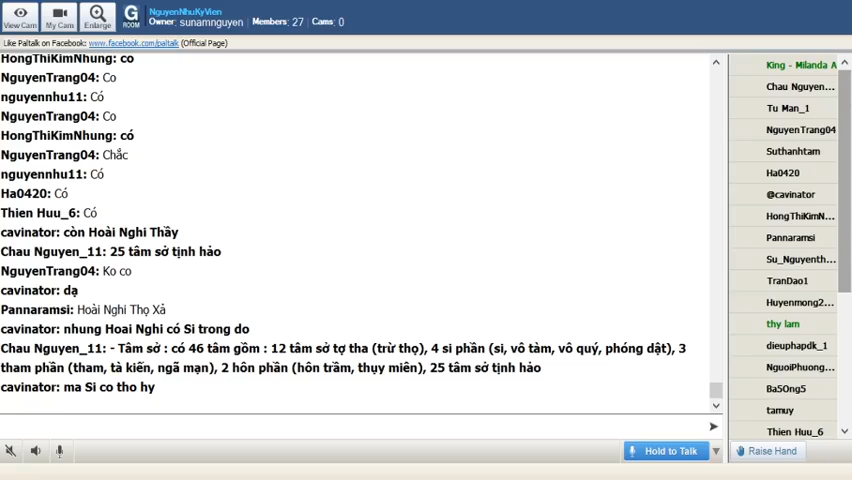 NguyenNhuKyVien
Owner: sunamnguyen Members: 27 Cams: 0
View Cam My Cam Enlarge G ROOM
Like Paltalk on Facebook: www.facebook.com/paltalk (Official Page)
HongThiKimNhung: co
NguyenTrang04: Co
nguyennhu11: Có
NguyenTrang04: Co
HongThiKimNhung: có
NguyenTrang04: Chắc
nguyennhu11: Có
Ha0420: Có
Thien Huu_6: Có
cavinator: còn Hoài Nghi Thầy
Chau Nguyen_11: 25 tâm sở tịnh hảo
NguyenTrang04: Ko co
cavinator: dạ
Pannaramsi: Hoài Nghi Thọ Xả
cavinator: nhung Hoai Nghi có Si trong do
Chau Nguyen_11: - Tâm sở : có 46 tâm gồm : 12 tâm sở tợ tha (trừ thọ), 4 si phần (si, vô tàm, vô quý, phóng dật), 3
tham phần (tham, tà kiến, ngã mạn), 2 hôn phần (hôn trầm, thụy miên), 25 tâm sở tịnh hảo
cavinator: ma Si co tho hy
King - Milanda A
Chau Nguyen...
Tu Man_1
NguyenTrang04
Suthanhtam
Ha0420
@cavinator
HongThiKimN...
Pannaramsi
Su_Nguyenth...
TranDao1
Huyenmong2...
thy lam
dieuphapdk_1
NguoiPhuong...
Ba5Ong5
tamuy
Thien Huu_6
Hold to Talk
Raise Hand